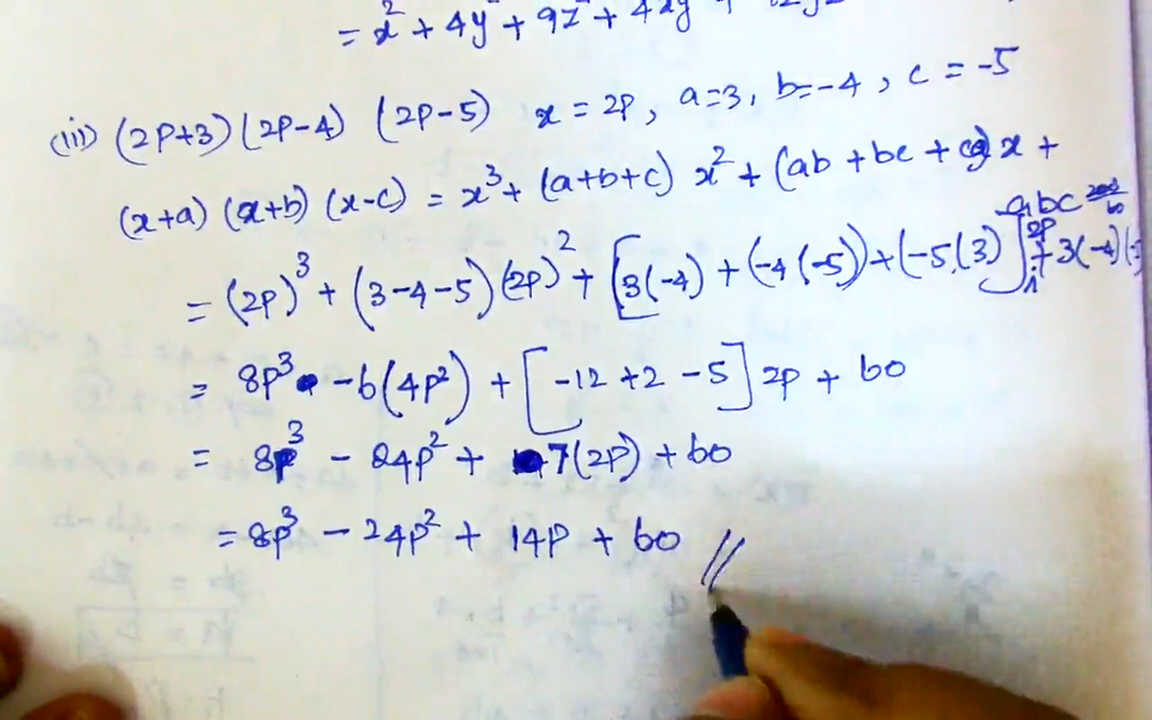 = x² + 4y² + 9z² + 4xy +
(iii) (2p+3) (2p-4) (2p-5) x = 2p, a=3, b=-4, c = -5
(x+a) (x+b) (x-c) = x³ + (a+b+c) x² + (ab + bc + ca) x +
abc
= (2p)³ + (3-4-5) (2p)² + [3(-4) + (-4(-5)) + (-5)(3)] 2p + 3(-4)(-
= 8p³ - 6(4p²) + [-12 +2 -5] 2p + 60
= 8p³ - 24p² + 7(2p) + 60
= 8p³ - 24p² + 14p + 60 //